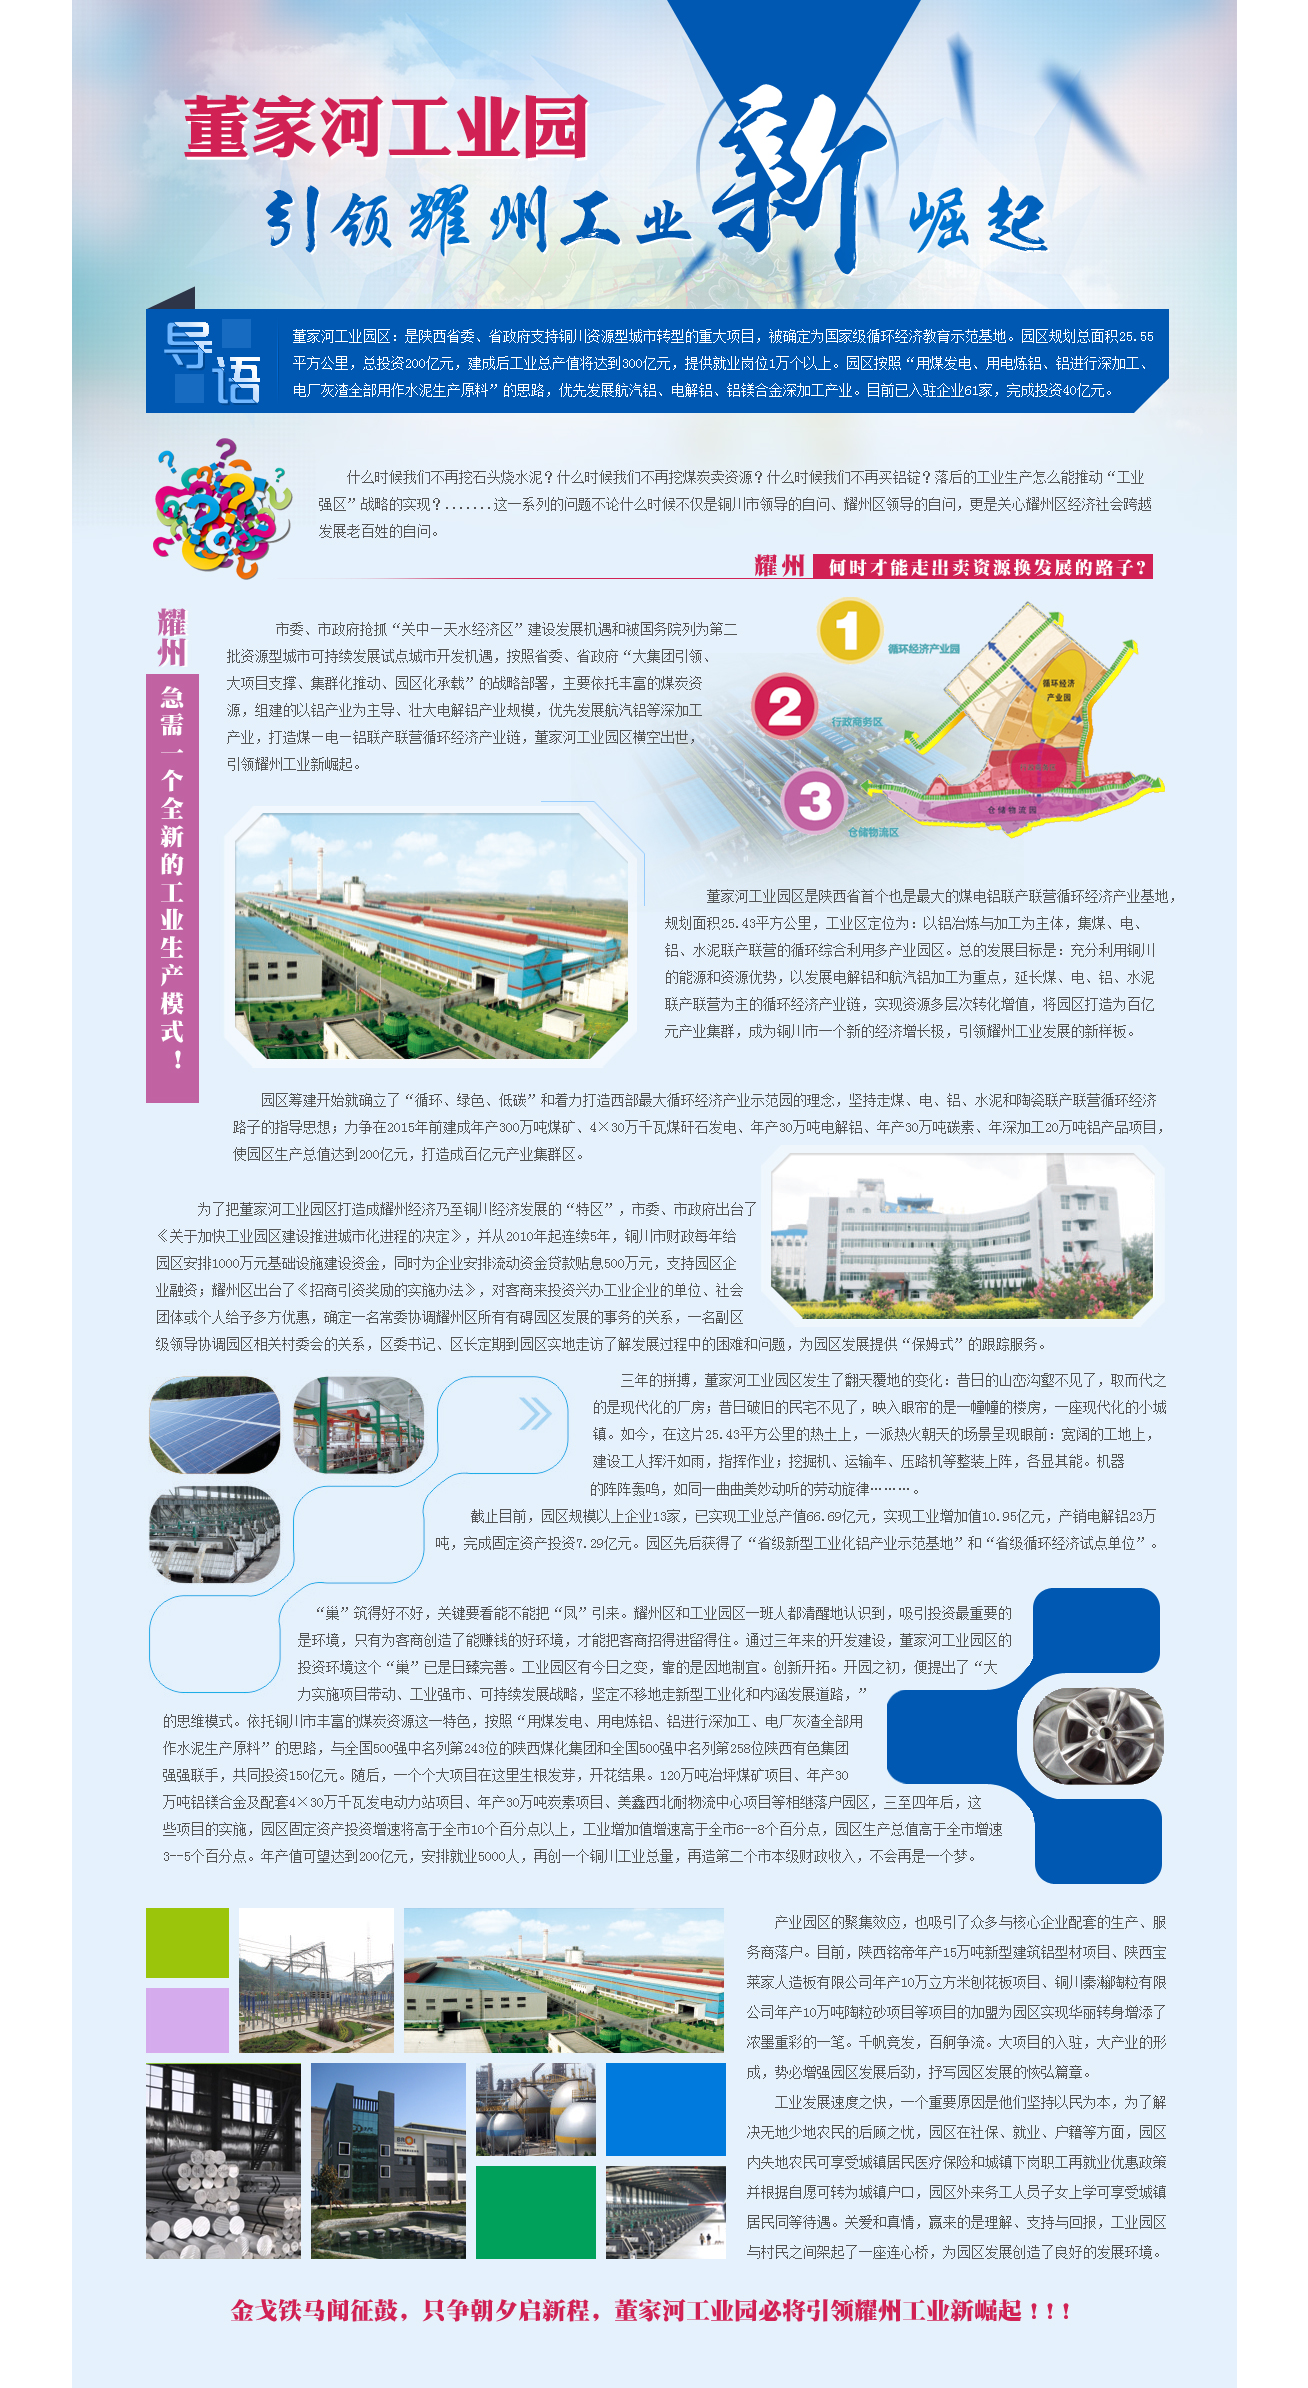 董家河工业园
引领耀州工业新崛起
导语
董家河工业园区：是陕西省委、省政府支持铜川资源型城市转型的重大项目，被确定为国家级循环经济教育示范基地。园区规划总面积25.55
平方公里，总投资200亿元，建成后工业总产值将达到300亿元，提供就业岗位1万个以上。园区按照“用煤发电、用电炼铝、铝进行深加工、
电厂灰渣全部用作水泥生产原料”的思路，优先发展航汽铝、电解铝、铝镁合金深加工产业。目前已入驻企业61家，完成投资40亿元。
什么时候我们不再挖石头烧水泥？什么时候我们不再挖煤炭卖资源？什么时候我们不再买铝锭？落后的工业生产怎么能推动“工业
强区”战略的实现？.......这一系列的问题不论什么时候不仅是铜川市领导的自问、耀州区领导的自问，更是关心耀州区经济社会跨越
发展老百姓的自问。
耀州 何时才能走出卖资源换发展的路子？
耀州
急需一个全新的工业生产模式！
市委、市政府抢抓“关中—天水经济区”建设发展机遇和被国务院列为第二
批资源型城市可持续发展试点城市开发机遇，按照省委、省政府“大集团引领、
大项目支撑、集群化推动、园区化承载”的战略部署，主要依托丰富的煤炭资
源，组建的以铝产业为主导、壮大电解铝产业规模，优先发展航汽铝等深加工
产业，打造煤—电—铝联产联营循环经济产业链，董家河工业园区横空出世，
引领耀州工业新崛起。
1
循环经济产业园
2
行政商务区
3
仓储物流区
循环经济
产业园
仓储物流园
董家河工业园区是陕西省首个也是最大的煤电铝联产联营循环经济产业基地，
规划面积25.43平方公里，工业区定位为：以铝冶炼与加工为主体，集煤、电、
铝、水泥联产联营的循环综合利用多产业园区。总的发展目标是：充分利用铜川
的能源和资源优势，以发展电解铝和航汽铝加工为重点，延长煤、电、铝、水泥
联产联营为主的循环经济产业链，实现资源多层次转化增值，将园区打造为百亿
元产业集群，成为铜川市一个新的经济增长极，引领耀州工业发展的新样板。
园区筹建开始就确立了“循环、绿色、低碳”和着力打造西部最大循环经济产业示范园的理念，坚持走煤、电、铝、水泥和陶瓷联产联营循环经济
路子的指导思想；力争在2015年前建成年产300万吨煤矿、4×30万千瓦煤矸石发电、年产30万吨电解铝、年产30万吨碳素、年深加工20万吨铝产品项目，
使园区生产总值达到200亿元，打造成百亿元产业集群区。
为了把董家河工业园区打造成耀州经济乃至铜川经济发展的“特区”，市委、市政府出台了
《关于加快工业园区建设推进城市化进程的决定》，并从2010年起连续5年，铜川市财政每年给
园区安排1000万元基础设施建设资金，同时为企业安排流动资金贷款贴息500万元，支持园区企
业融资；耀州区出台了《招商引资奖励的实施办法》，对客商来投资兴办工业企业的单位、社会
团体或个人给予多方优惠，确定一名常委协调耀州区所有有碍园区发展的事务的关系，一名副区
级领导协调园区相关村委会的关系，区委书记、区长定期到园区实地走访了解发展过程中的困难和问题，为园区发展提供“保姆式”的跟踪服务。
三年的拼搏，董家河工业园区发生了翻天覆地的变化：昔日的山峦沟壑不见了，取而代之
的是现代化的厂房；昔日破旧的民宅不见了，映入眼帘的是一幢幢的楼房，一座现代化的小城
镇。如今，在这片25.43平方公里的热土上，一派热火朝天的场景呈现眼前：宽阔的工地上，
建设工人挥汗如雨，指挥作业；挖掘机、运输车、压路机等整装上阵，各显其能。机器
的阵阵轰鸣，如同一曲曲美妙动听的劳动旋律………。
截止目前，园区规模以上企业13家，已实现工业总产值66.69亿元，实现工业增加值10.95亿元，产销电解铝23万
吨，完成固定资产投资7.29亿元。园区先后获得了“省级新型工业化铝产业示范基地”和“省级循环经济试点单位”。
“巢”筑得好不好，关键要看能不能把“凤”引来。耀州区和工业园区一班人都清醒地认识到，吸引投资最重要的
是环境，只有为客商创造了能赚钱的好环境，才能把客商招得进留得住。通过三年来的开发建设，董家河工业园区的
投资环境这个“巢”已是日臻完善。工业园区有今日之变，靠的是因地制宜。创新开拓。开园之初，便提出了“大
力实施项目带动、工业强市、可持续发展战略，坚定不移地走新型工业化和内涵发展道路，”
的思维模式。依托铜川市丰富的煤炭资源这一特色，按照“用煤发电、用电炼铝、铝进行深加工、电厂灰渣全部用
作水泥生产原料”的思路，与全国500强中名列第243位的陕西煤化集团和全国500强中名列第258位陕西有色集团
强强联手，共同投资150亿元。随后，一个个大项目在这里生根发芽，开花结果。120万吨冶坪煤矿项目、年产30
万吨铝镁合金及配套4×30万千瓦发电动力站项目、年产30万吨炭素项目、美鑫西北耐物流中心项目等相继落户园区，三至四年后，这
些项目的实施，园区固定资产投资增速将高于全市10个百分点以上，工业增加值增速高于全市6--8个百分点，园区生产总值高于全市增速
3--5个百分点。年产值可望达到200亿元，安排就业5000人，再创一个铜川工业总量，再造第二个市本级财政收入，不会再是一个梦。
产业园区的聚集效应，也吸引了众多与核心企业配套的生产、服
务商落户。目前，陕西铭帝年产15万吨新型建筑铝型材项目、陕西宝
莱家人造板有限公司年产10万立方米刨花板项目、铜川秦瀚陶粒有限
公司年产10万吨陶粒砂项目等项目的加盟为园区实现华丽转身增添了
浓墨重彩的一笔。千帆竞发，百舸争流。大项目的入驻，大产业的形
成，势必增强园区发展后劲，抒写园区发展的恢弘篇章。
工业发展速度之快，一个重要原因是他们坚持以民为本，为了解
决无地少地农民的后顾之忧，园区在社保、就业、户籍等方面，园区
内失地农民可享受城镇居民医疗保险和城镇下岗职工再就业优惠政策
并根据自愿可转为城镇户口，园区外来务工人员子女上学可享受城镇
居民同等待遇。关爱和真情，赢来的是理解、支持与回报，工业园区
与村民之间架起了一座连心桥，为园区发展创造了良好的发展环境。
金戈铁马闻征鼓，只争朝夕启新程，董家河工业园必将引领耀州工业新崛起！！！